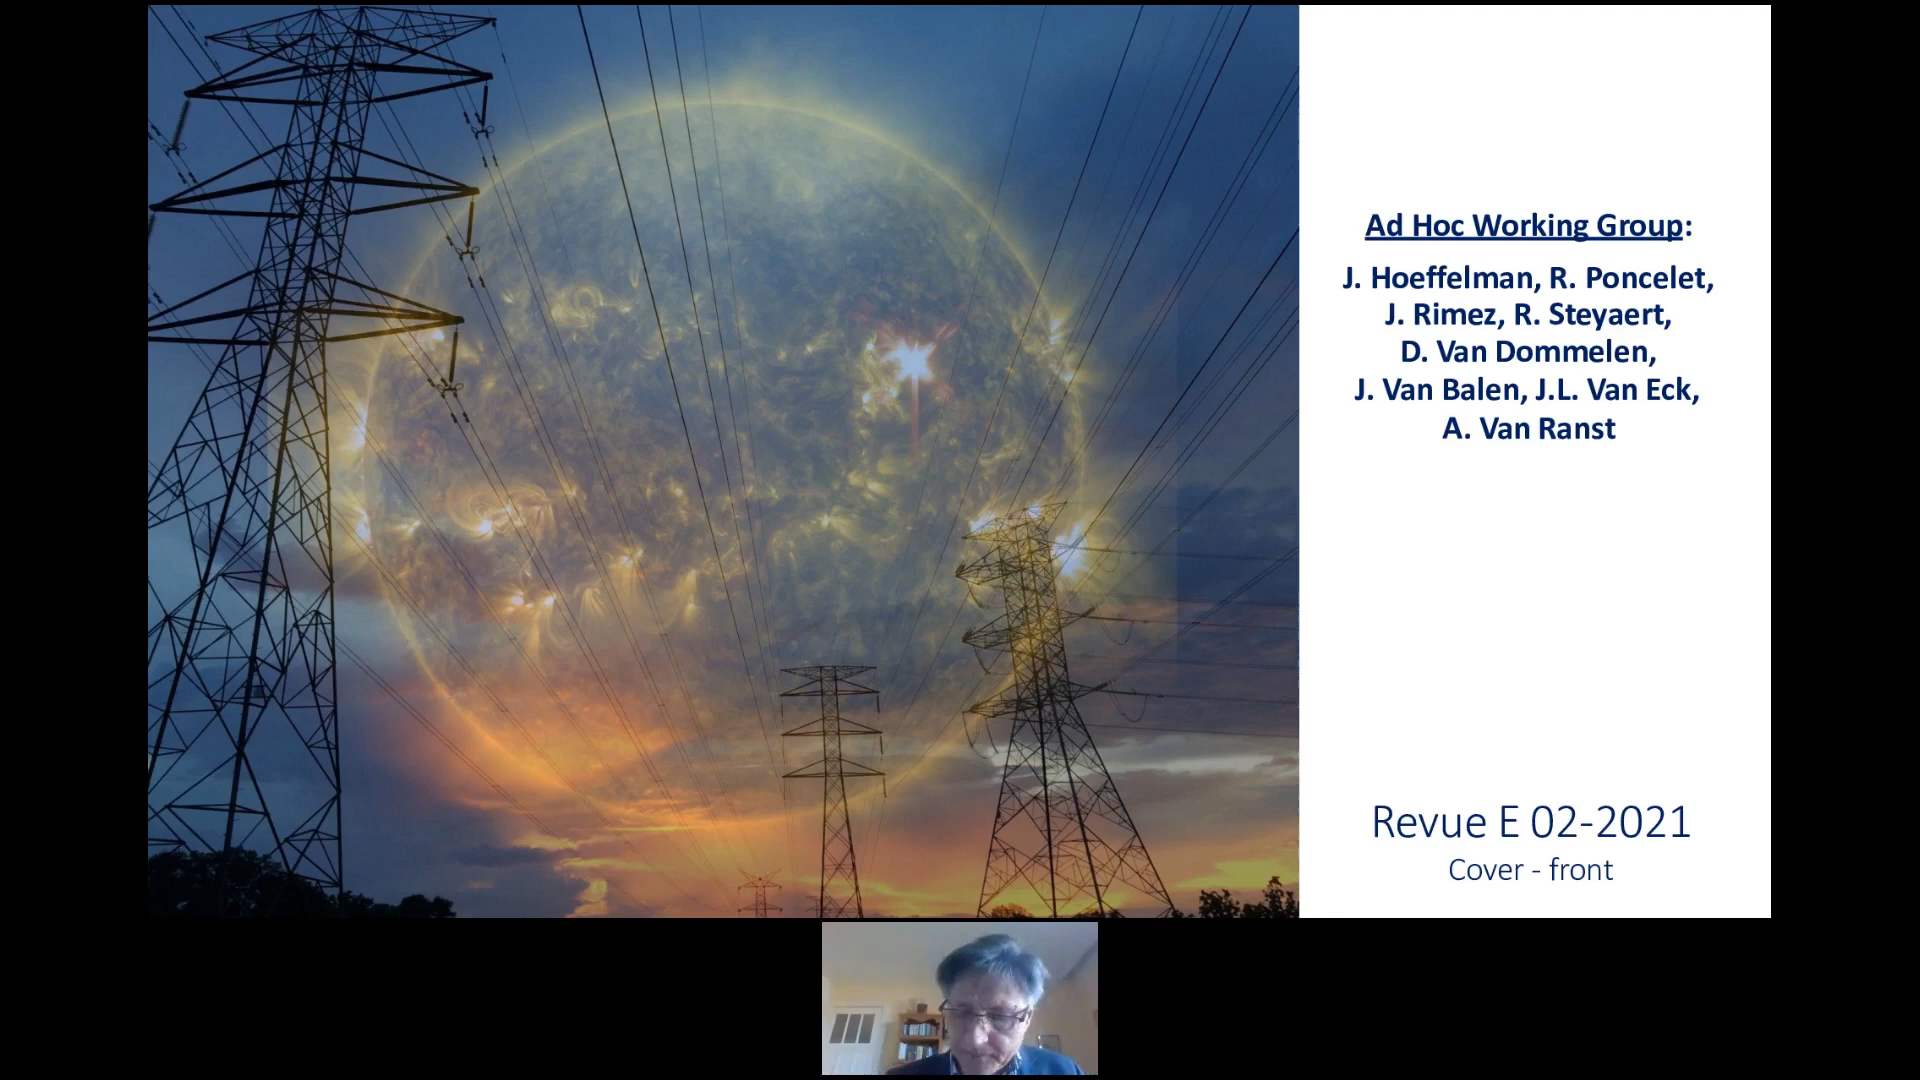 Ad Hoc Working Group:
J. Hoeffelman, R. Poncelet,
J. Rimez, R. Steyaert,
D. Van Dommelen,
J. Van Balen, J.L. Van Eck,
A. Van Ranst
Revue E 02-2021
Cover - front